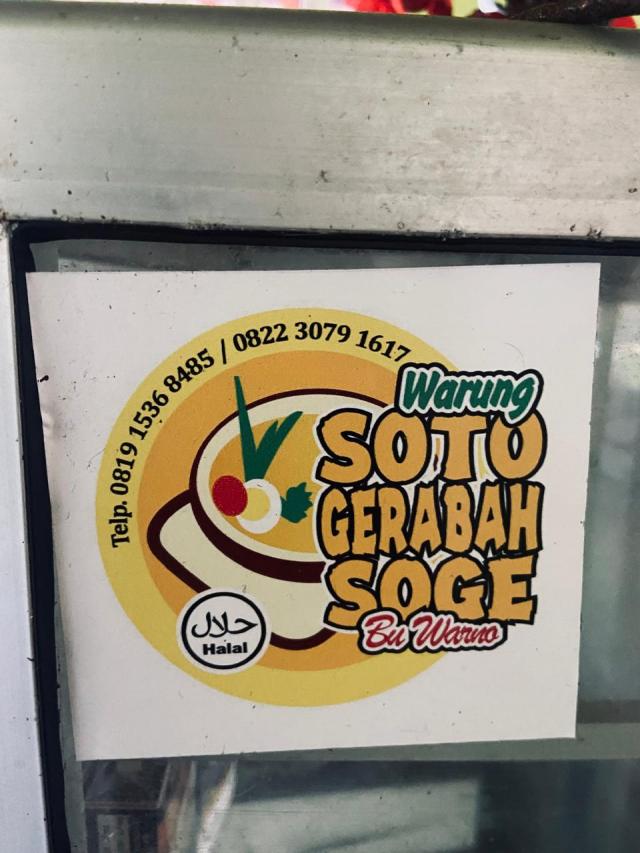 Telp. 0819 1536 8485 / 0822 3079 1617
Warung
SOTO
GERABAH
SOGE
Bu Warno
حلال
Halal